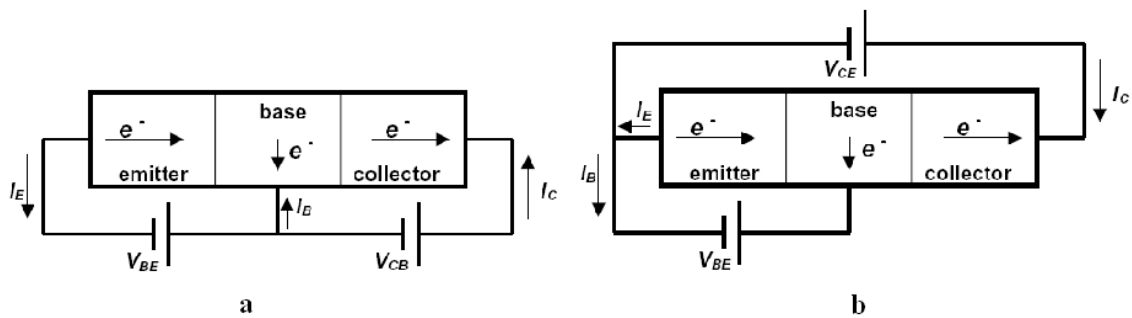 base
e⁻
e⁻
e⁻
emitter
collector
I_E
I_B
I_C
V_BE
V_CB
a
V_CE
I_C
I_E
base
e⁻
e⁻
e⁻
I_B
emitter
collector
V_BE
b